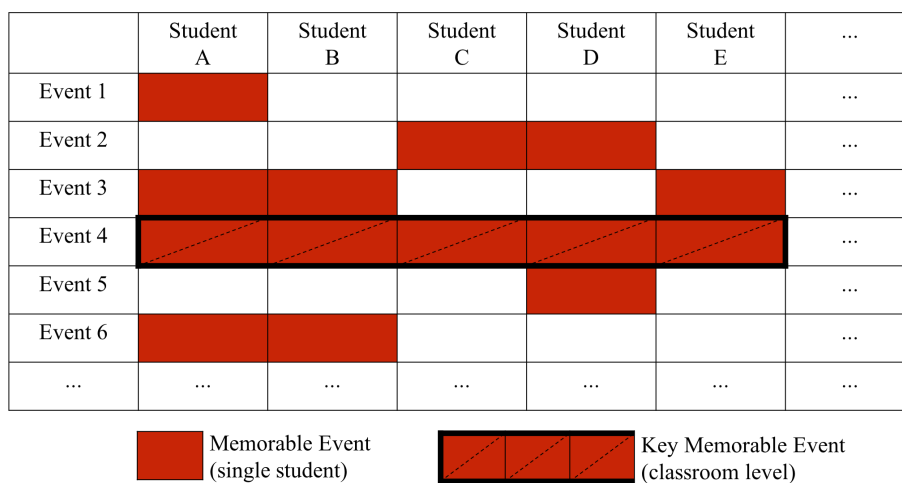 Student A Student B Student C Student D Student E ...
Event 1 ...
Event 2 ...
Event 3 ...
Event 4 ...
Event 5 ...
Event 6 ...
... ... ... ... ... ... ...
Memorable Event
(single student)
Key Memorable Event
(classroom level)